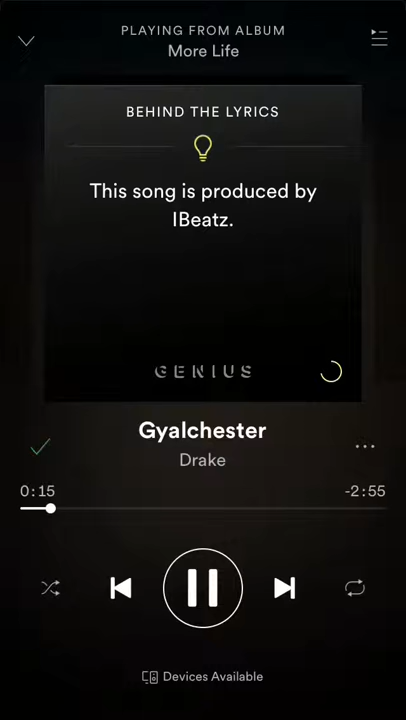 PLAYING FROM ALBUM
More Life
BEHIND THE LYRICS
This song is produced by
IBeatz.
GENIUS
Gyalchester
Drake
0:15
-2:55
Devices Available